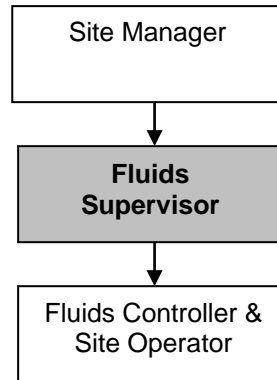 Site Manager
Fluids
Supervisor
Fluids Controller &
Site Operator